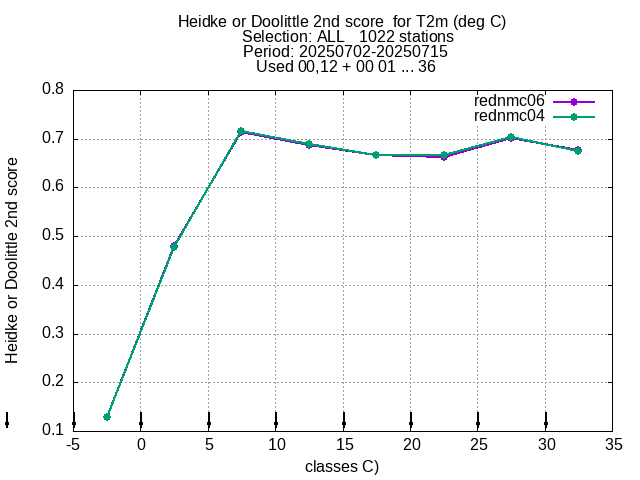 Heidke or Doolittle 2nd score  for T2m (deg C)
Selection: ALL   1022 stations
Period: 20250702-20250715
Used 00,12 + 00 01 ... 36
rednmc06
rednmc04
Heidke or Doolittle 2nd score
0.8
0.7
0.6
0.5
0.4
0.3
0.2
0.1
-5 0 5 10 15 20 25 30 35
classes C)